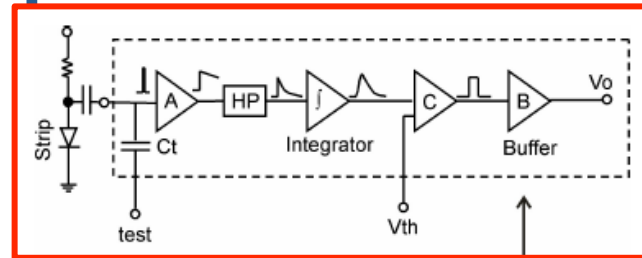 Vo
A
HP
∫
C
B
Strip
Ct
Integrator
Buffer
test
Vth